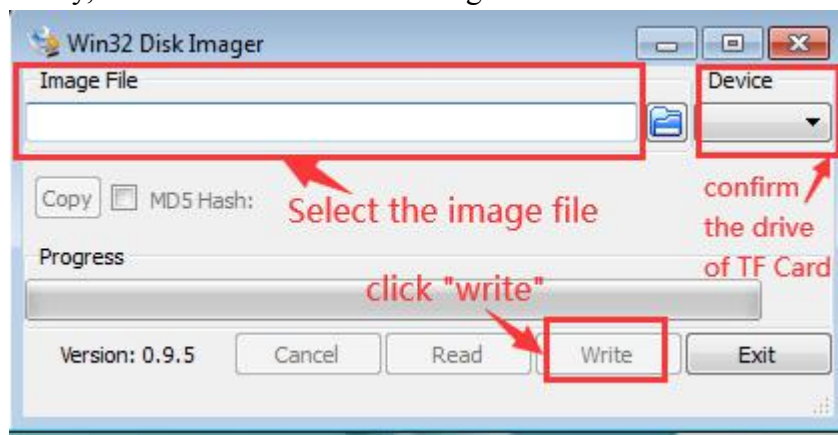 Win32 Disk Imager
Image File
Device
Copy
MD5 Hash:
Select the image file
confirm
the drive
of TF Card
Progress
click "write"
Version: 0.9.5
Cancel
Read
Write
Exit